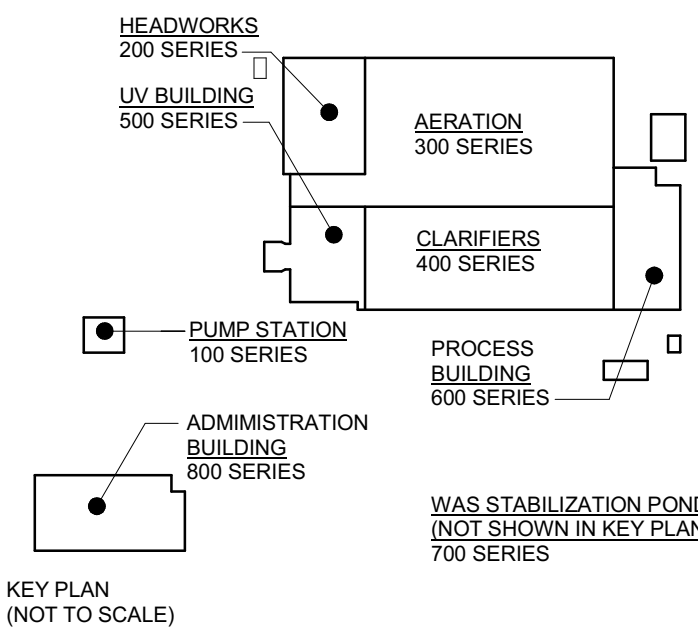 HEADWORKS
200 SERIES
UV BUILDING
500 SERIES
AERATION
300 SERIES
CLARIFIERS
400 SERIES
PUMP STATION
100 SERIES
PROCESS
BUILDING
600 SERIES
ADMIMISTRATION
BUILDING
800 SERIES
WAS STABILIZATION POND
(NOT SHOWN IN KEY PLAN
700 SERIES
KEY PLAN
(NOT TO SCALE)